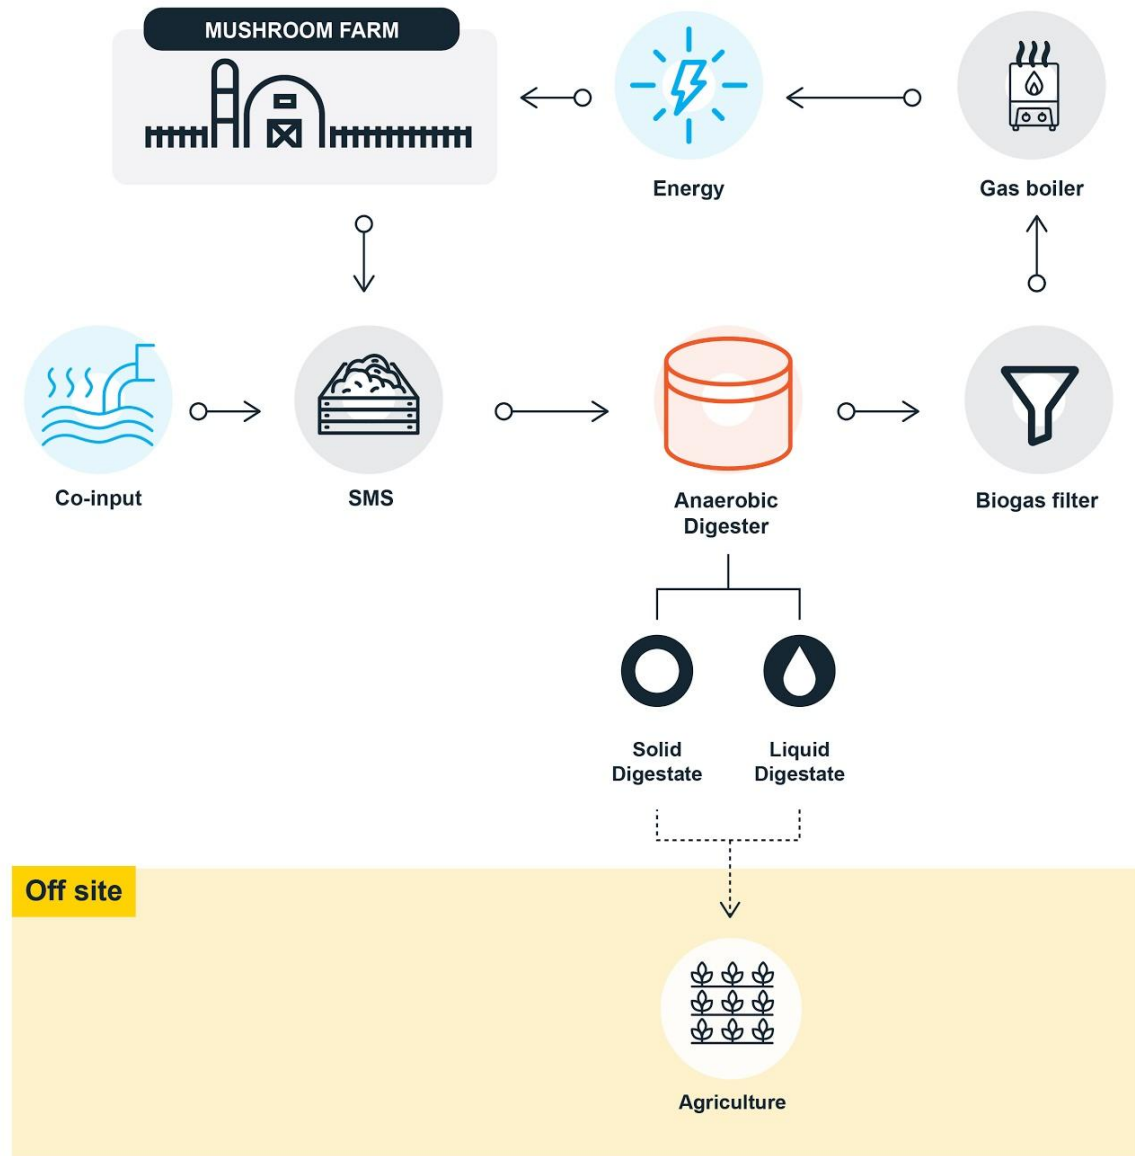 MUSHROOM FARM
Energy
Gas boiler
Co-input
SMS
Anaerobic
Digester
Biogas filter
Solid
Digestate
Liquid
Digestate
Off site
Agriculture